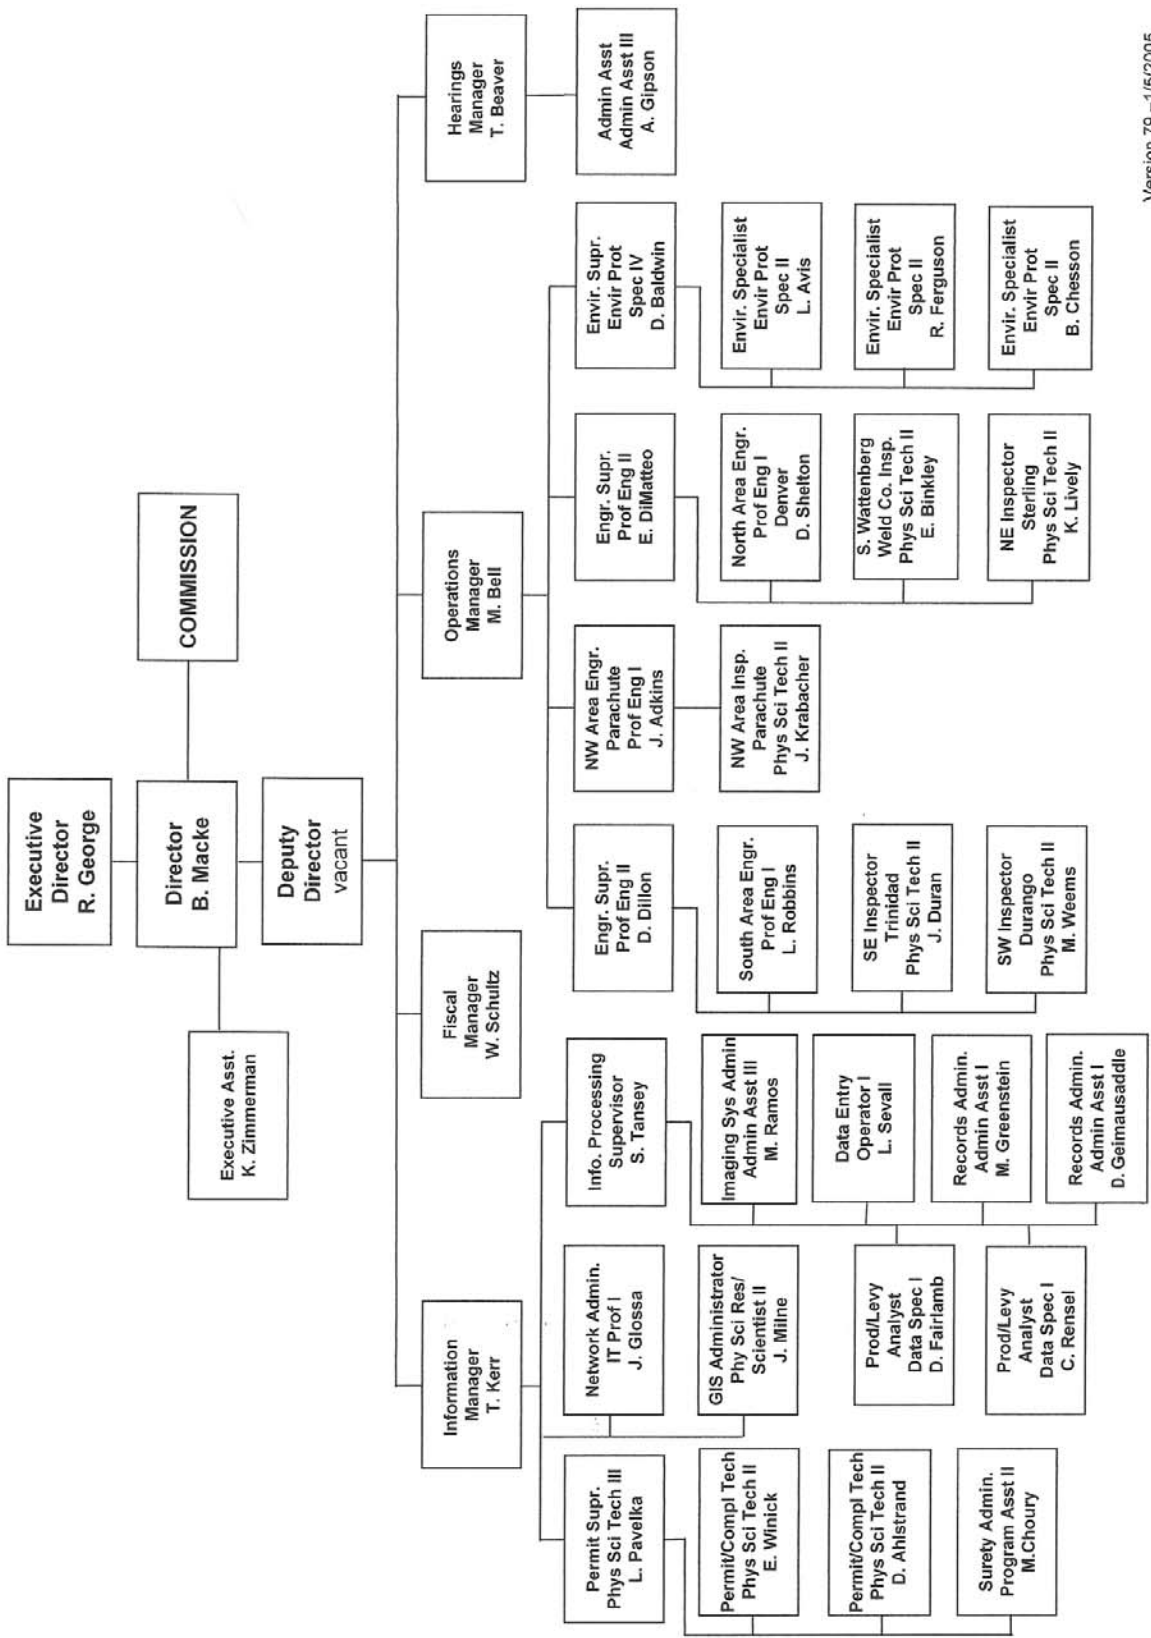 Executive
Director
R. George
Director
B. Macke
COMMISSION
Executive Asst.
K. Zimmerman
Deputy
Director
vacant
Information
Manager
T. Kerr
Fiscal
Manager
W. Schultz
Operations
Manager
M. Bell
Hearings
Manager
T. Beaver
Permit Supr.
Phys Sci Tech III
L. Pavelka
Permit/Compl Tech
Phys Sci Tech II
E. Winick
Permit/Compl Tech
Phys Sci Tech II
D. Ahlstrand
Surety Admin.
Program Asst II
M.Choury
Network Admin.
IT Prof I
J. Glossa
GIS Administrator
Phy Sci Res/
Scientist II
J. Milne
Info. Processing
Supervisor
S. Tansey
Imaging Sys Admin
Admin Asst III
M. Ramos
Data Entry
Operator I
L. Sevall
Prod/Levy
Analyst
Data Spec I
D. Fairlamb
Records Admin.
Admin Asst I
M. Greenstein
Prod/Levy
Analyst
Data Spec I
C. Rensel
Records Admin.
Admin Asst I
D. Geimausaddle
Engr. Supr.
Prof Eng II
D. Dillon
South Area Engr.
Prof Eng I
L. Robbins
SE Inspector
Trinidad
Phys Sci Tech II
J. Duran
SW Inspector
Durango
Phys Sci Tech II
M. Weems
NW Area Engr.
Parachute
Prof Eng I
J. Adkins
NW Area Insp.
Parachute
Phys Sci Tech II
J. Krabacher
Engr. Supr.
Prof Eng II
E. DiMatteo
North Area Engr.
Prof Eng I
Denver
D. Shelton
S. Wattenberg
Weld Co. Insp.
Phys Sci Tech II
E. Binkley
NE Inspector
Sterling
Phys Sci Tech II
K. Lively
Envir. Supr.
Envir Prot
Spec IV
D. Baldwin
Envir. Specialist
Envir Prot
Spec II
L. Avis
Envir. Specialist
Envir Prot
Spec II
R. Ferguson
Envir. Specialist
Envir Prot
Spec II
B. Chesson
Admin Asst
Admin Asst III
A. Gipson
Version 79 –1/5/2005